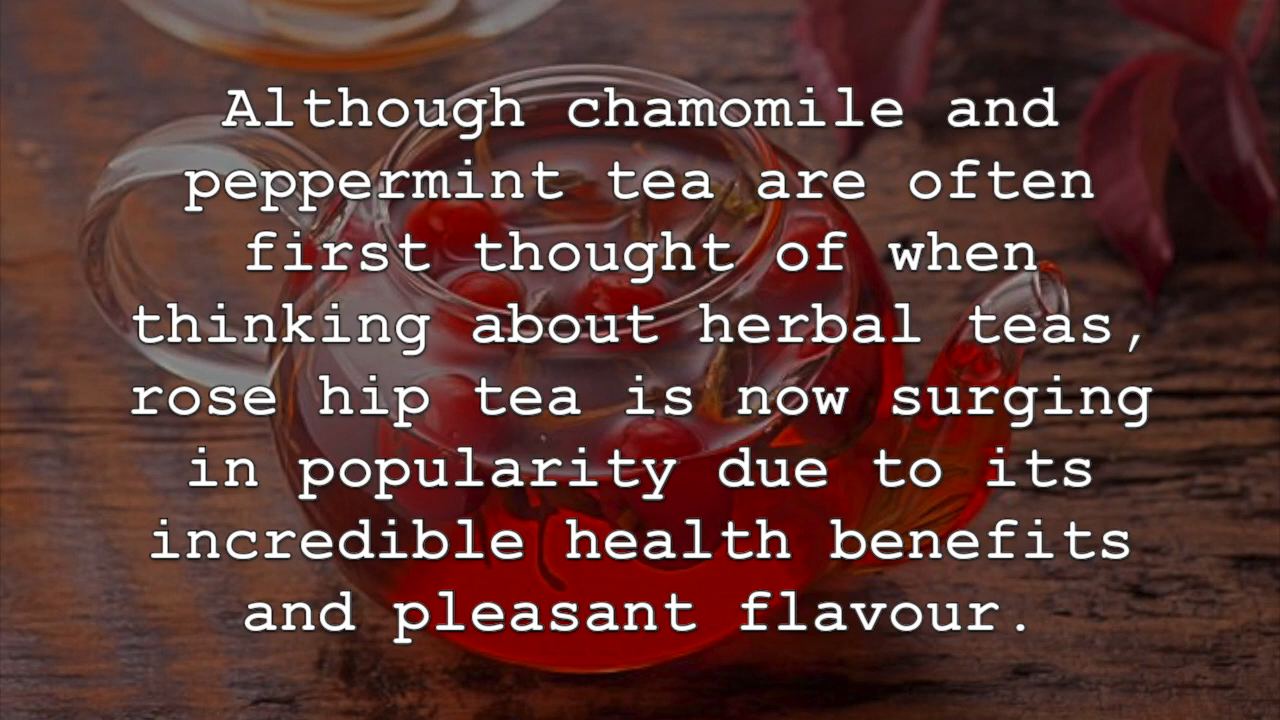 Although chamomile and
peppermint tea are often
first thought of when
thinking about herbal teas,
rose hip tea is now surging
in popularity due to its
incredible health benefits
and pleasant flavour.